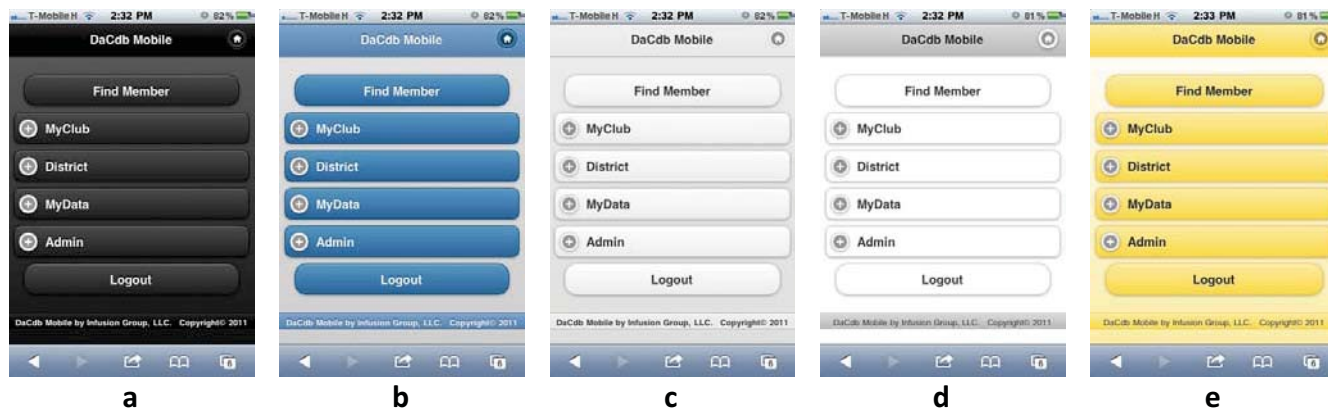 T-Mobile H 2:32 PM 82%
DaCdb Mobile
Find Member
MyClub
District
MyData
Admin
Logout
DaCdb Mobile by Infusion Group, LLC. Copyright© 2011
6
a
T-Mobile H 2:32 PM 82%
DaCdb Mobile
Find Member
MyClub
District
MyData
Admin
Logout
DaCdb Mobile by Infusion Group, LLC. Copyright© 2011
6
b
T-Mobile H 2:32 PM 82%
DaCdb Mobile
Find Member
MyClub
District
MyData
Admin
Logout
DaCdb Mobile by Infusion Group, LLC. Copyright© 2011
6
c
T-Mobile H 2:32 PM 81%
DaCdb Mobile
Find Member
MyClub
District
MyData
Admin
Logout
DaCdb Mobile by Infusion Group, LLC. Copyright© 2011
6
d
T-Mobile H 2:33 PM 81%
DaCdb Mobile
Find Member
MyClub
District
MyData
Admin
Logout
DaCdb Mobile by Infusion Group, LLC. Copyright© 2011
6
e